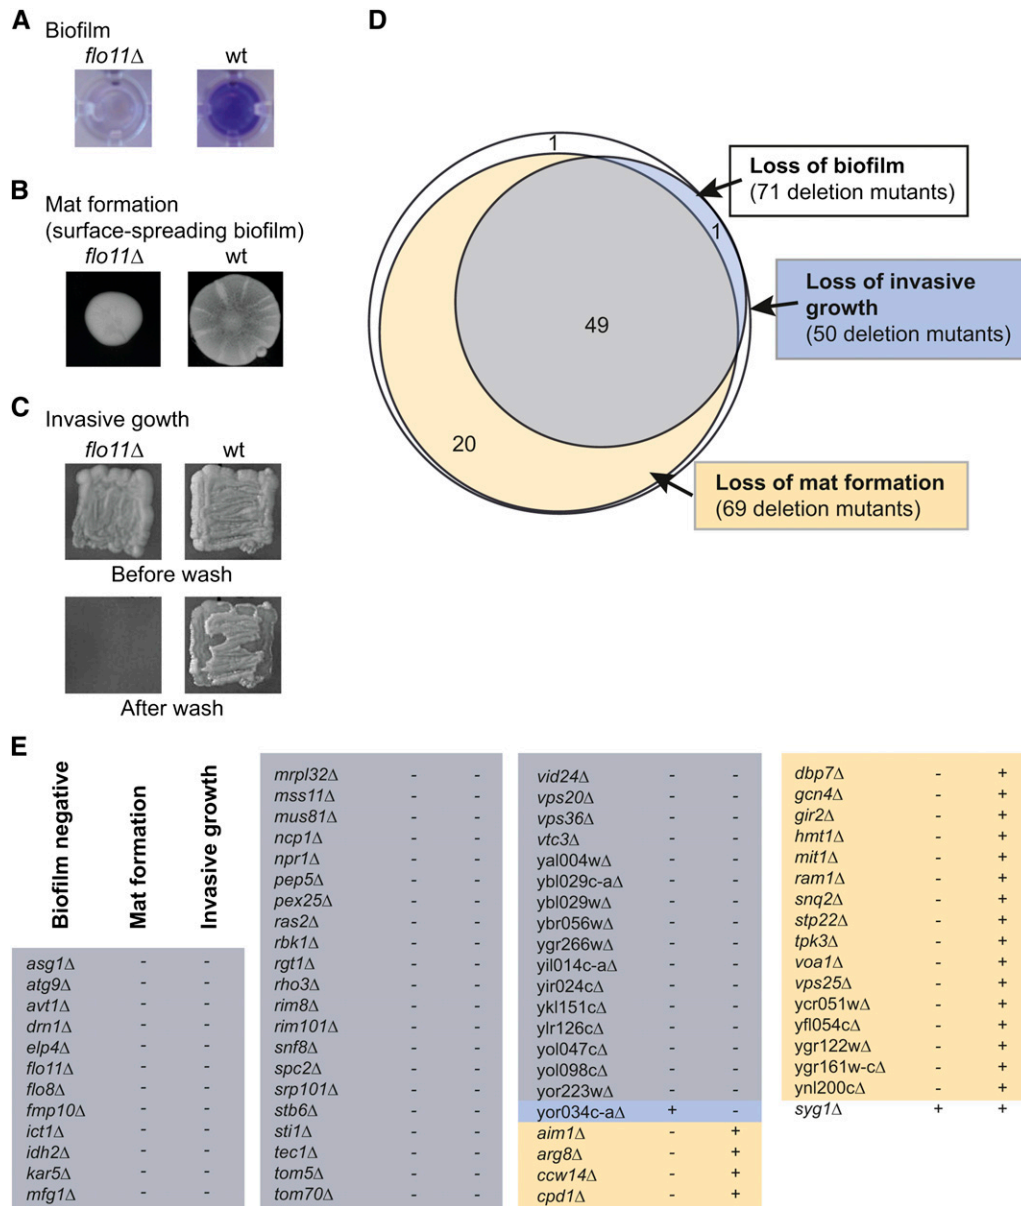 A
Biofilm
flo11Δ wt
B
Mat formation
(surface-spreading biofilm)
flo11Δ wt
C
Invasive gowth
flo11Δ wt
Before wash
After wash
D
1
Loss of biofilm
(71 deletion mutants)
1
Loss of invasive
growth
(50 deletion mutants)
49
20
Loss of mat formation
(69 deletion mutants)
E
Biofilm negative
Mat formation
Invasive growth
asg1Δ - -
atg9Δ - -
avt1Δ - -
drn1Δ - -
elp4Δ - -
flo11Δ - -
flo8Δ - -
fmp10Δ - -
ict1Δ - -
idh2Δ - -
kar5Δ - -
mfg1Δ - -
mrpl32Δ - -
mss11Δ - -
mus81Δ - -
ncp1Δ - -
npr1Δ - -
pep5Δ - -
pex25Δ - -
ras2Δ - -
rbk1Δ - -
rgt1Δ - -
rho3Δ - -
rim8Δ - -
rim101Δ - -
snf8Δ - -
spc2Δ - -
srp101Δ - -
stb6Δ - -
sti1Δ - -
tec1Δ - -
tom5Δ - -
tom70Δ - -
vid24Δ - -
vps20Δ - -
vps36Δ - -
vtc3Δ - -
yal004wΔ - -
ybl029c-aΔ - -
ybl029wΔ - -
ybr056wΔ - -
ygr266wΔ - -
yil014c-aΔ - -
yir024cΔ - -
ykl151cΔ - -
ylr126cΔ - -
yol047cΔ - -
yol098cΔ - -
yor223wΔ - -
yor034c-aΔ + -
aim1Δ - +
arg8Δ - +
ccw14Δ - +
cpd1Δ - +
dbp7Δ - +
gcn4Δ - +
gir2Δ - +
hmt1Δ - +
mit1Δ - +
ram1Δ - +
snq2Δ - +
stp22Δ - +
tpk3Δ - +
voa1Δ - +
vps25Δ - +
ycr051wΔ - +
yfl054cΔ - +
ygr122wΔ - +
ygr161w-cΔ - +
ynl200cΔ - +
syg1Δ + +